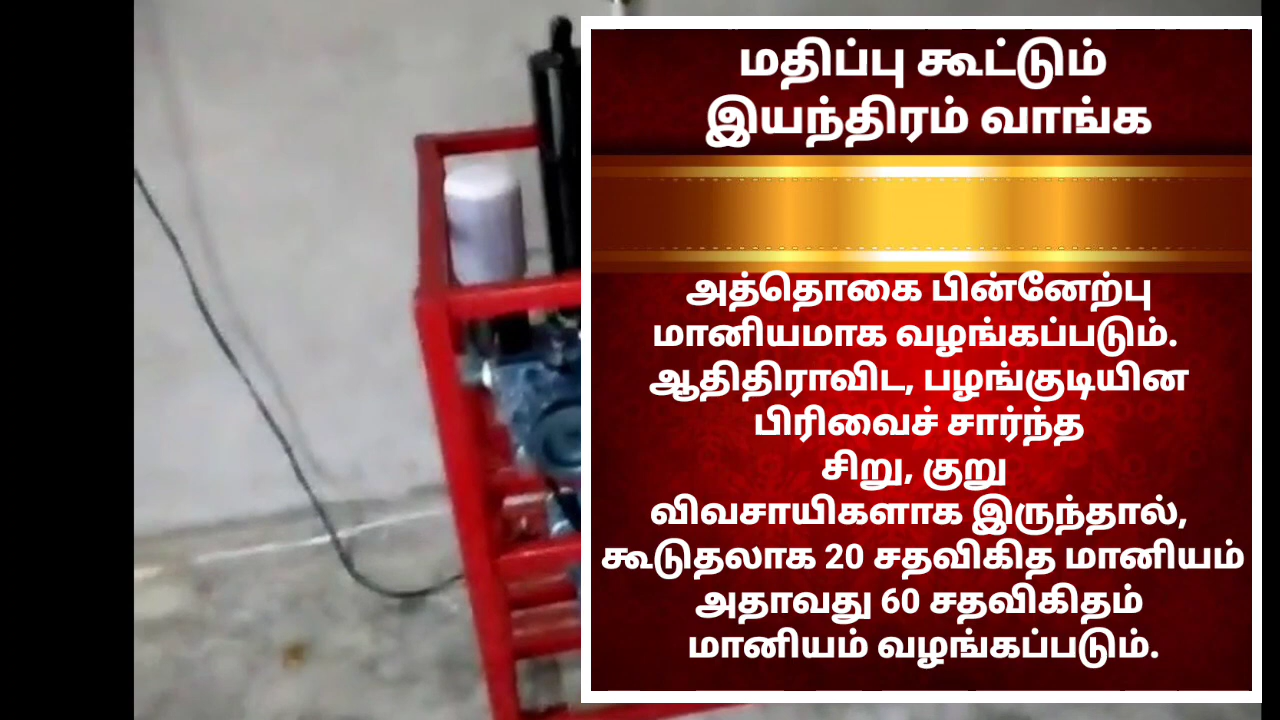 மதிப்பு கூட்டும்
இயந்திரம் வாங்க
அத்தொகை பின்னேற்பு
மானியமாக வழங்கப்படும்.
ஆதிதிராவிட, பழங்குடியின
பிரிவைச் சார்ந்த
சிறு, குறு
விவசாயிகளாக இருந்தால்,
கூடுதலாக 20 சதவிகித மானியம்
அதாவது 60 சதவிகிதம்
மானியம் வழங்கப்படும்.